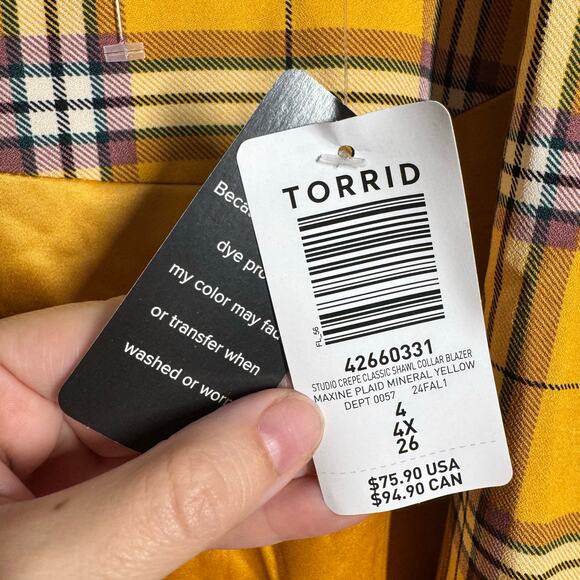 TORRID
FL_56
42660331
STUDIO CREPE CLASSIC SHAWL COLLAR BLAZER
MAXINE PLAID MINERAL YELLOW
DEPT 0057 24FAL1
4
4X
26
$75.90 USA
$94.90 CAN
dye
my color may
or transfer when
washed or